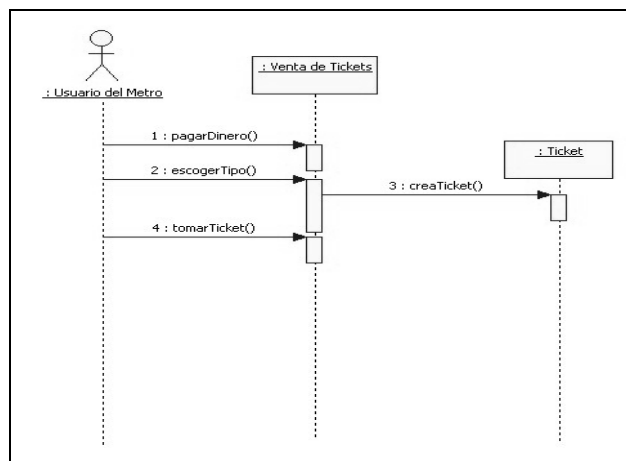 : Venta de Tickets
: Usuario del Metro
1 : pagarDinero()
: Ticket
2 : escogerTipo()
3 : creaTicket()
4 : tomarTicket()